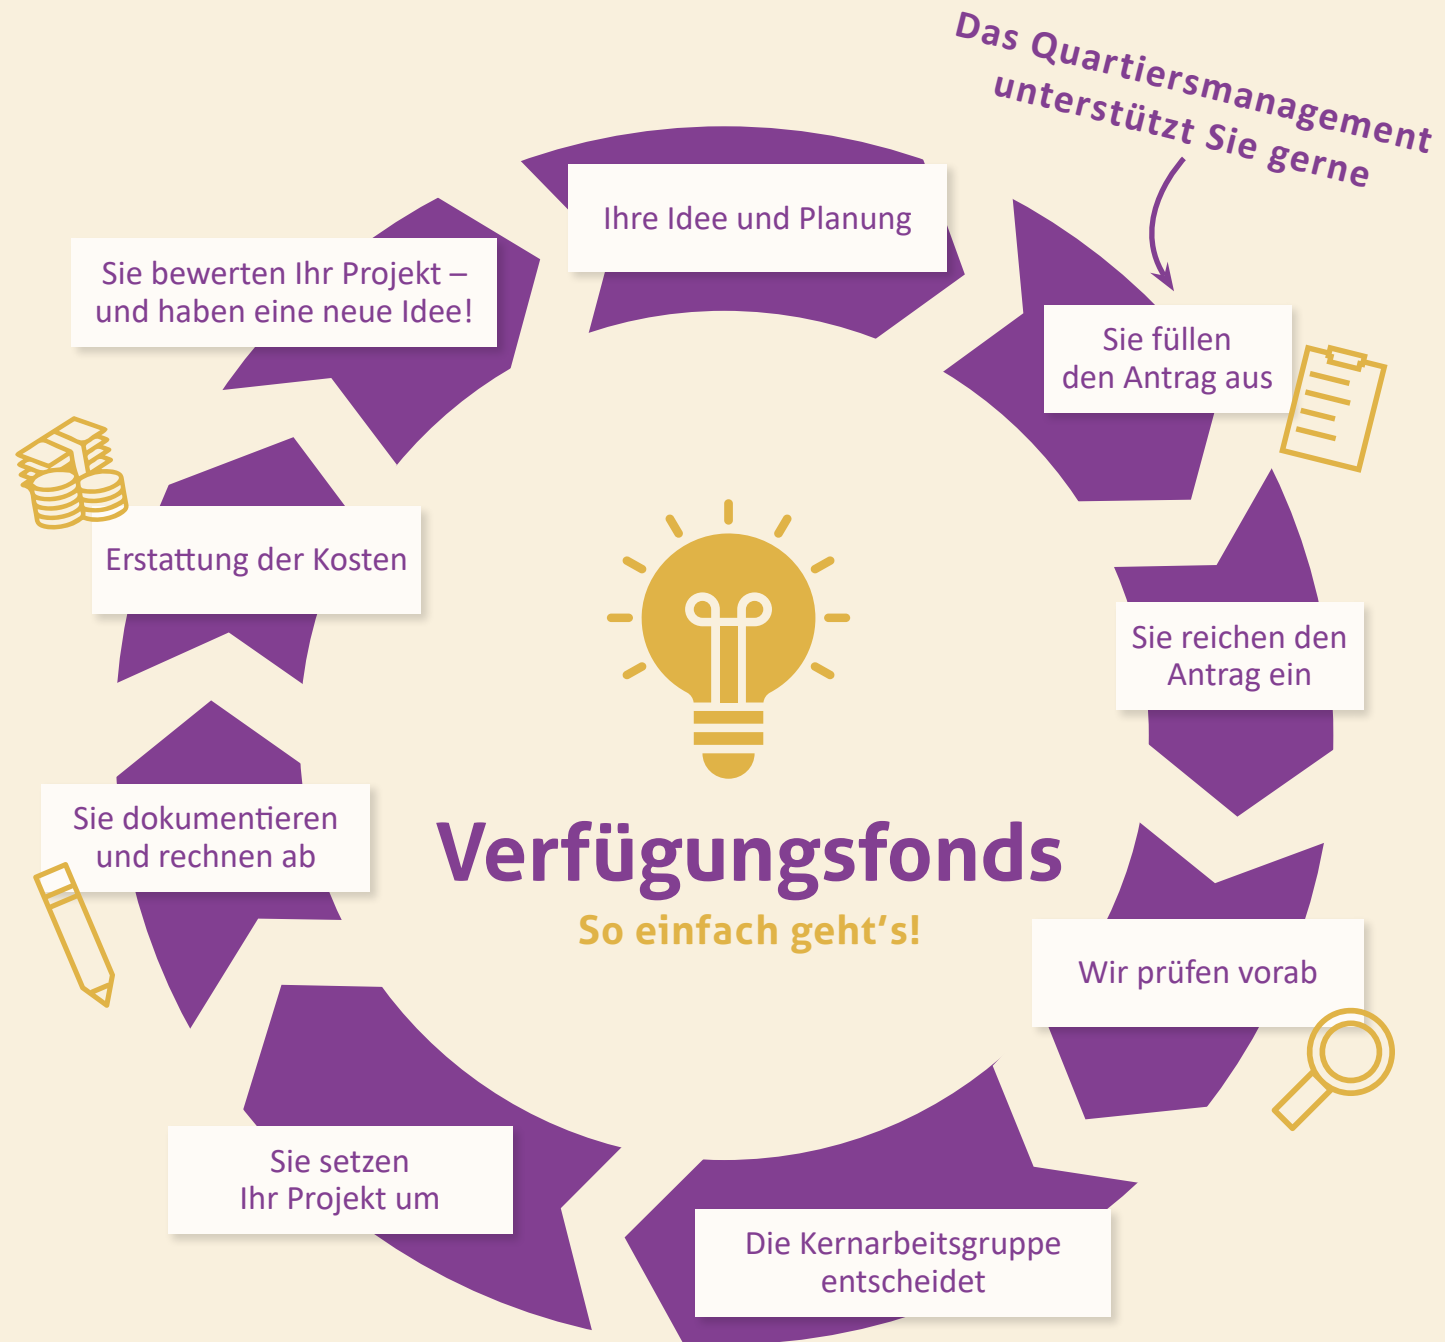 Das Quartiersmanagement
unterstützt Sie gerne
Ihre Idee und Planung
Sie füllen
den Antrag aus
Sie reichen den
Antrag ein
Wir prüfen vorab
Die Kernarbeitsgruppe
entscheidet
Sie setzen
Ihr Projekt um
Sie dokumentieren
und rechnen ab
Erstattung der Kosten
Sie bewerten Ihr Projekt –
und haben eine neue Idee!
Verfügungsfonds
So einfach geht’s!